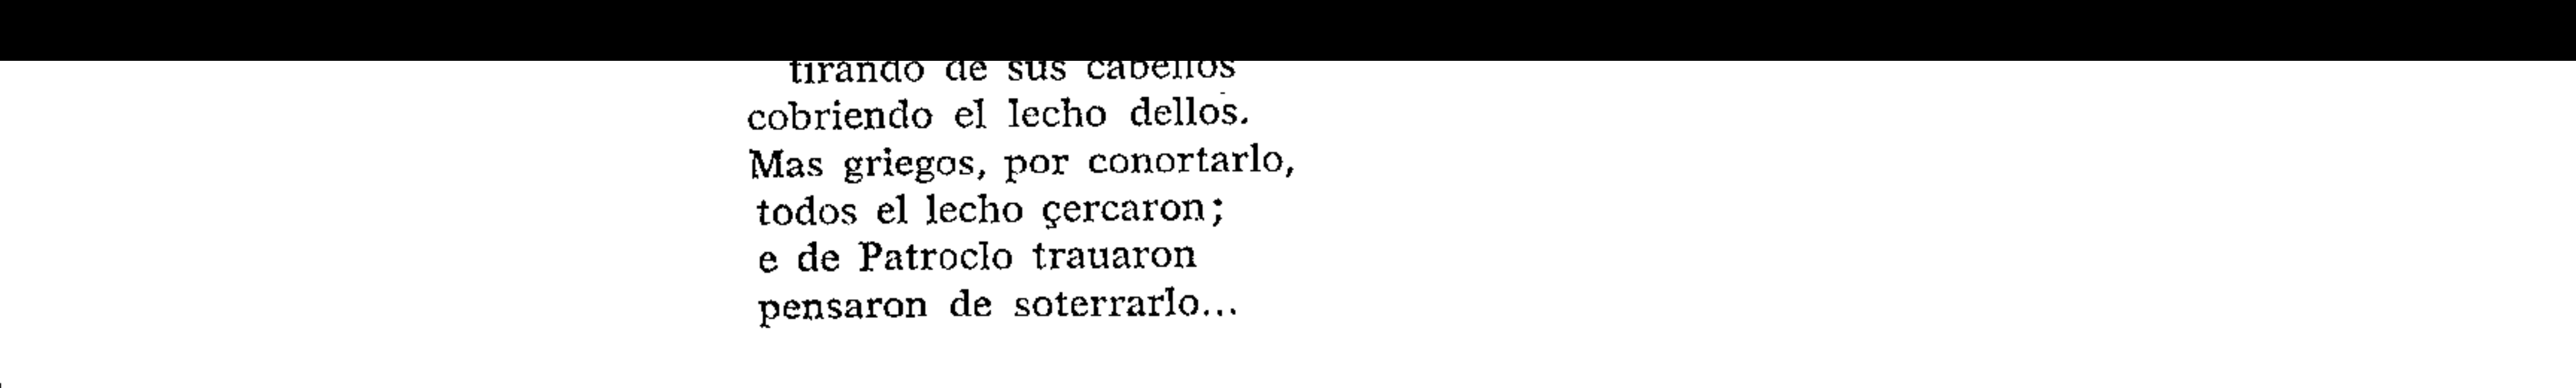 tirando de sus cabellos
cobriendo el lecho dellos.
Mas griegos, por conortarlo,
todos el lecho çercaron;
e de Patroclo trauaron
pensaron de soterrarlo...